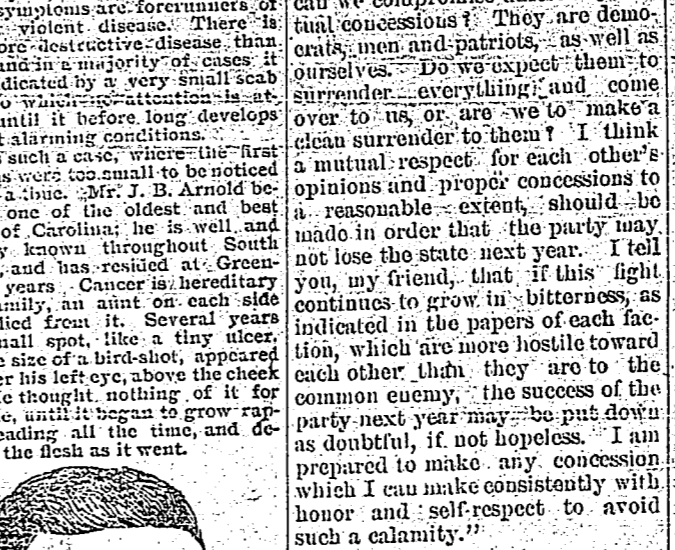 symptoms are forerunners of
violent disease. There is
ore destructive disease than
and in a majority of cases it
dicated by a very small scab
o which no attention is at-
until it before long develops
t alarming conditions.
such a case, where the first
s were too small to be noticed
a time. Mr. J. B. Arnold be-
one of the oldest and best
of Carolina; he is well and
y known throughout South
, and has resided at Green-
years. Cancer is hereditary
amily, an aunt on each side
died from it. Several years
mall spot, like a tiny ulcer,
e size of a bird-shot, appeared
er his left eye, above the cheek
e thought nothing of it for
e, until it began to grow rap-
eading all the time, and de-
the flesh as it went.
can we compromise
tual concessions? They are demo-
crats, men and patriots, as well as
ourselves. Do we expect them to
surrender everything, and come
over to us, or are we to make a
clean surrender to them? I think
a mutual respect for each other's
opinions and proper concessions to
a reasonable extent, should be
made in order that the party may
not lose the state next year. I tell
you, my friend, that if this fight
continues to grow in bitterness, as
indicated in the papers of each fac-
tion, which are more hostile toward
each other than they are to the
common enemy, the success of the
party next year may be put down
as doubtful, if not hopeless. I am
prepared to make any concession
which I can make consistently with
honor and self-respect to avoid
such a calamity."